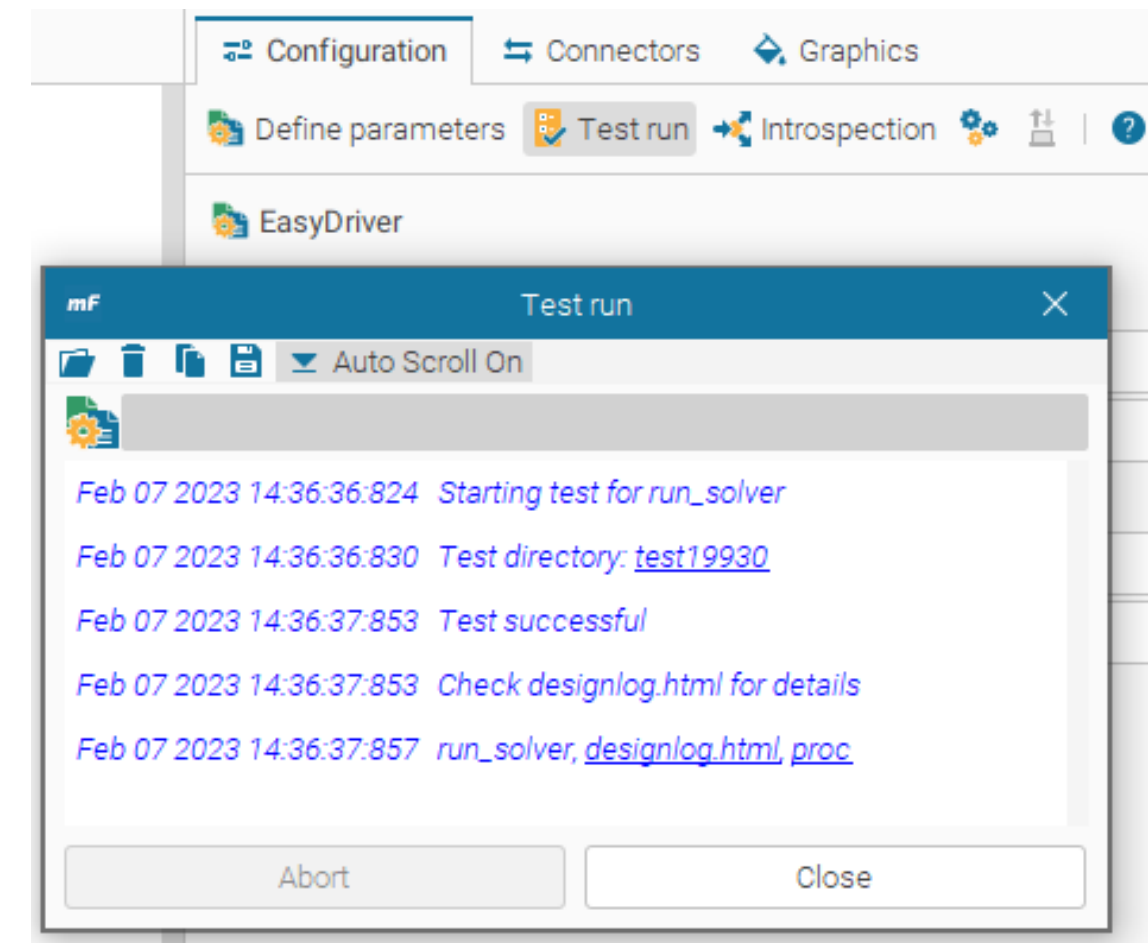 Configuration Connectors Graphics
Define parameters Test run Introspection ?
EasyDriver
mF Test run
Auto Scroll On
Feb 07 2023 14:36:36:824 Starting test for run_solver
Feb 07 2023 14:36:36:830 Test directory: test19930
Feb 07 2023 14:36:37:853 Test successful
Feb 07 2023 14:36:37:853 Check designlog.html for details
Feb 07 2023 14:36:37:857 run_solver, designlog.html, proc
Abort Close